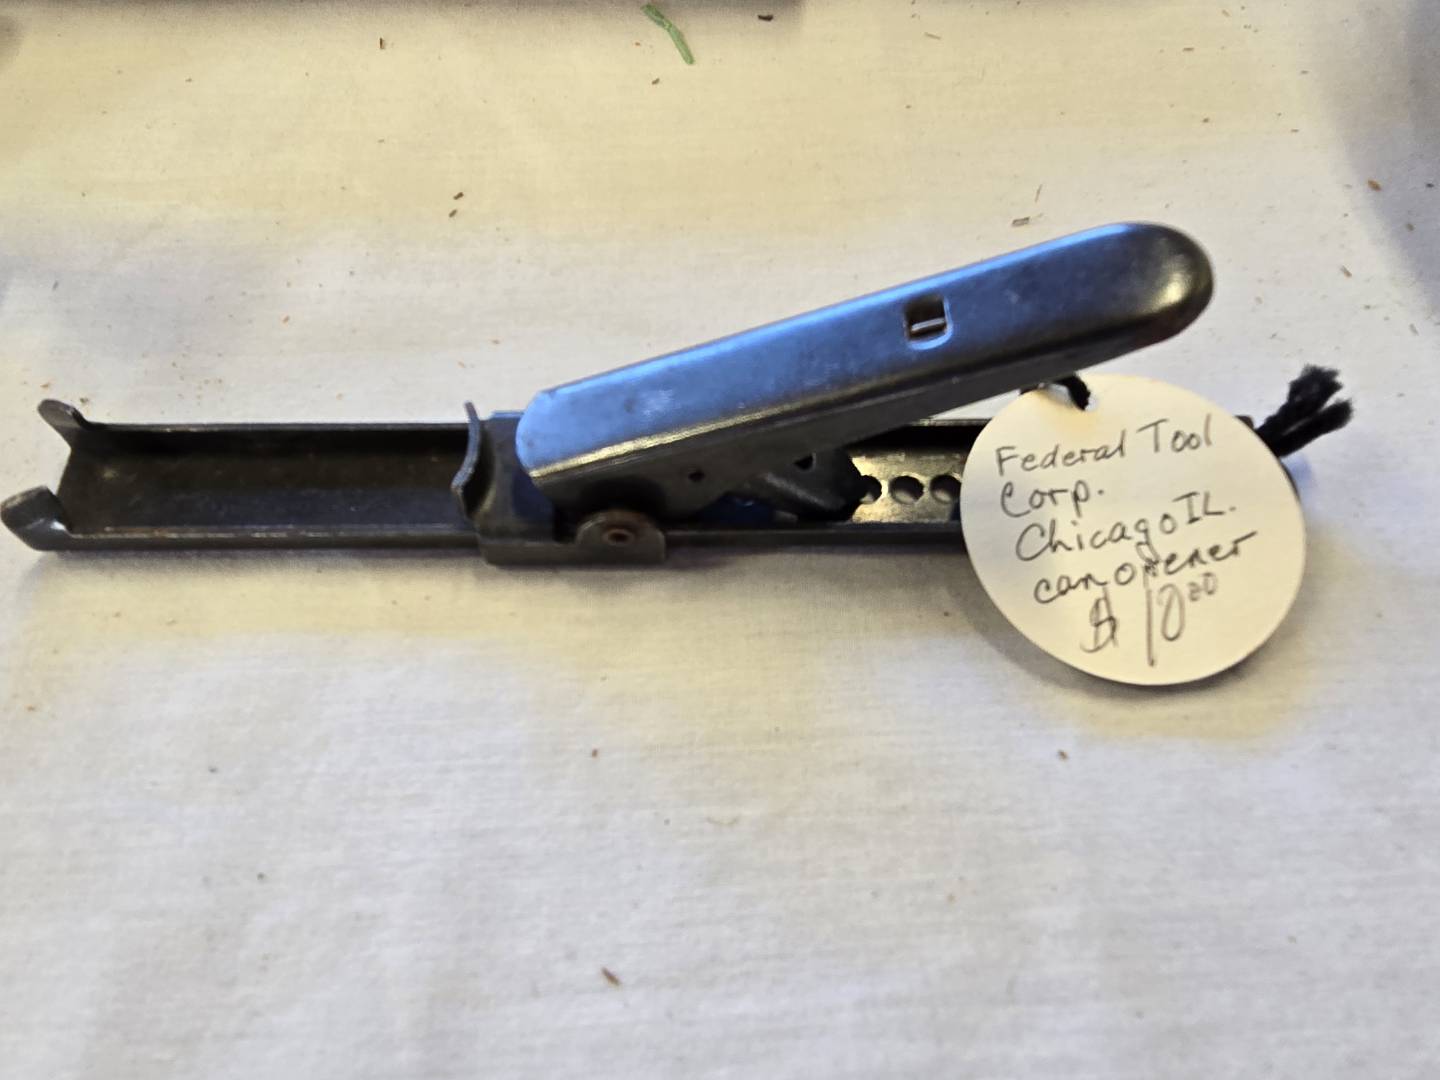 Federal Tool
Corp.
Chicago IL.
can opener
$ 10.00